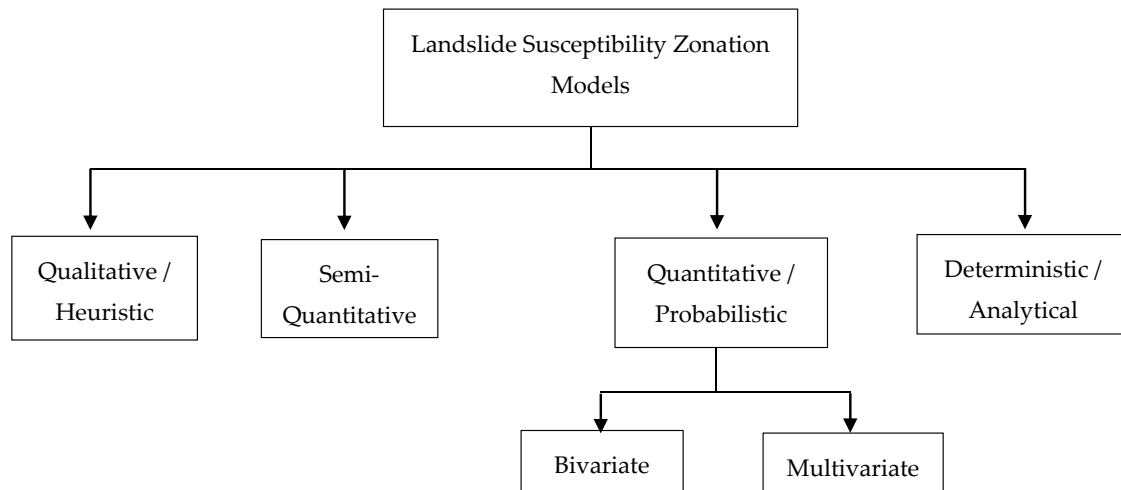 Landslide Susceptibility Zonation
Models
Qualitative /
Heuristic
Semi-
Quantitative
Quantitative /
Probabilistic
Deterministic /
Analytical
Bivariate
Multivariate